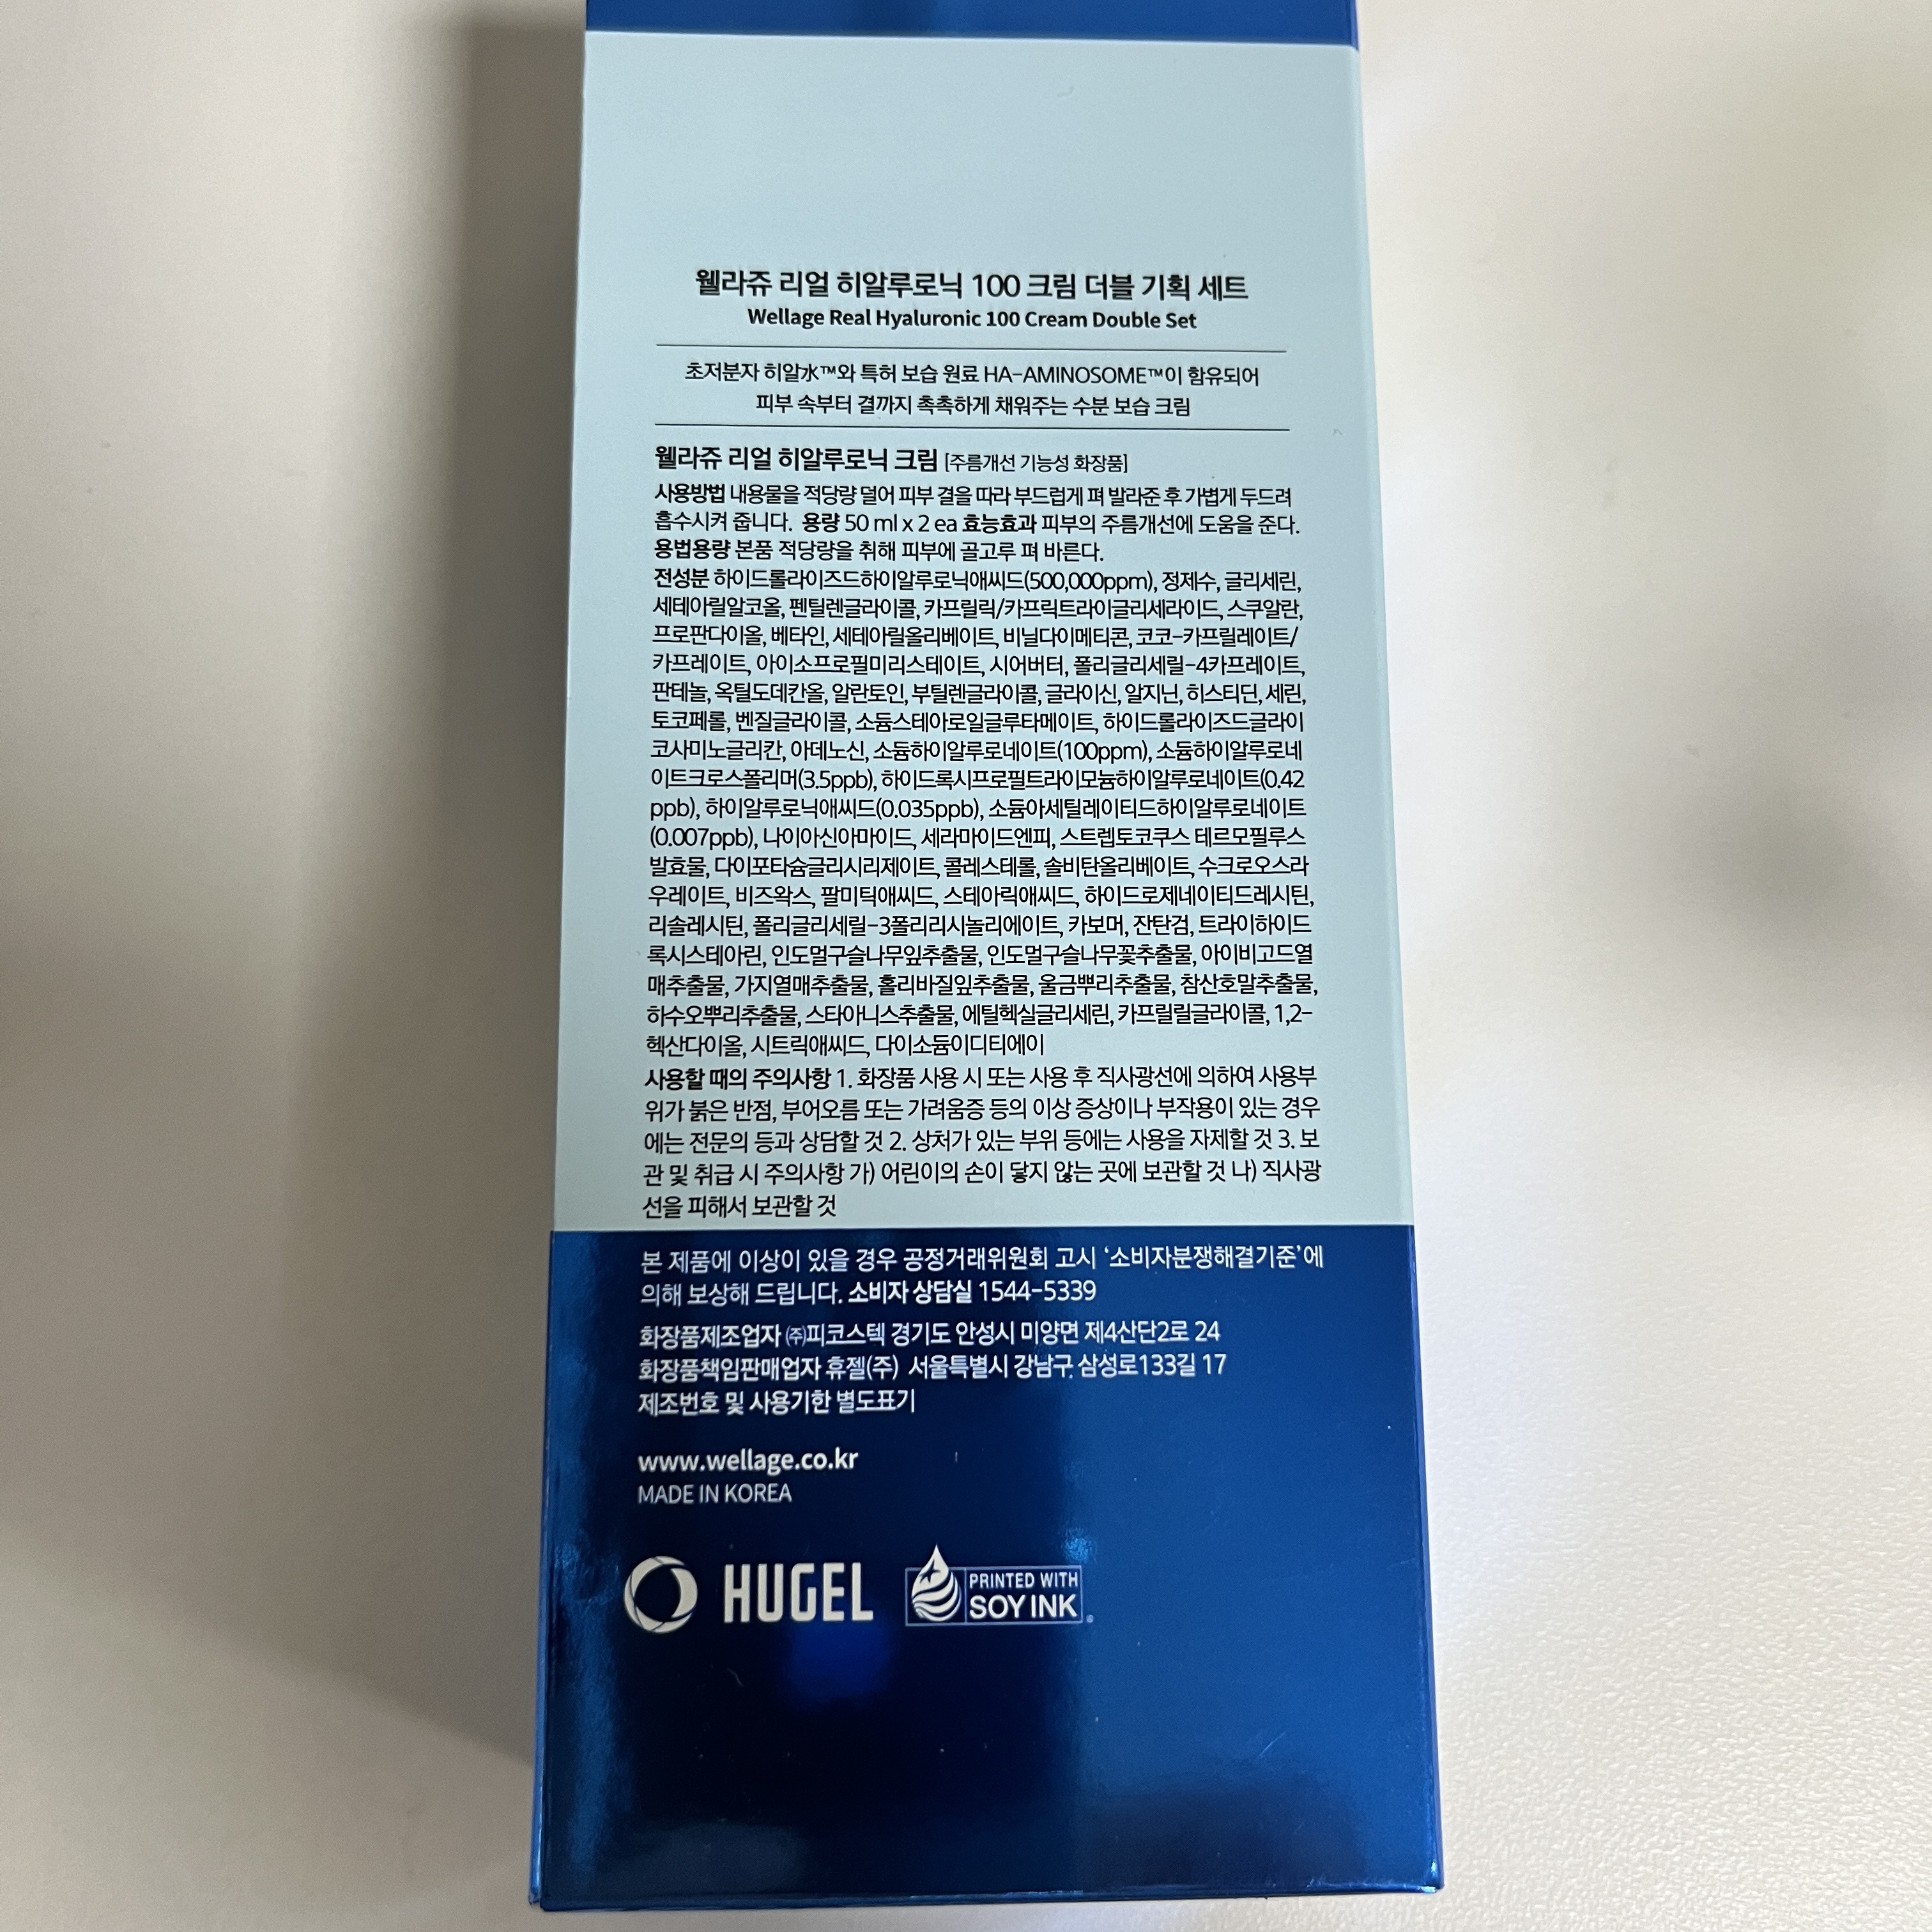 웰라쥬 리얼 히알루로닉 100 크림 더블 기획 세트
Wellage Real Hyaluronic 100 Cream Double Set
초저분자 히알水™와 특허 보습 원료 HA-AMINOSOME™이 함유되어
피부 속부터 결까지 촉촉하게 채워주는 수분 보습 크림
웰라쥬 리얼 히알루로닉 크림 [주름개선 기능성 화장품]
사용방법 내용물을 적당량 덜어 피부 결을 따라 부드럽게 펴 발라준 후 가볍게 두드려
흡수시켜 줍니다. 용량 50 ml x 2 ea 효능효과 피부의 주름개선에 도움을 준다.
용법용량 본품 적당량을 취해 피부에 골고루 펴 바른다.
전성분 하이드롤라이즈드하이알루로닉애씨드(500,000ppm), 정제수, 글리세린,
세테아릴알코올, 펜틸렌글라이콜, 카프릴릭/카프릭트라이글리세라이드, 스쿠알란,
프로판다이올, 베타인, 세테아릴올리베이트, 비닐다이메티콘, 코코-카프릴레이트/
카프레이트, 아이소프로필미리스테이트, 시어버터, 폴리글리세릴-4카프레이트,
판테놀, 옥틸도데칸올, 알란토인, 부틸렌글라이콜, 글라이신, 알지닌, 히스티딘, 세린,
토코페롤, 벤질글라이콜, 소듐스테아로일글루타메이트, 하이드롤라이즈드글라이
코사미노글리칸, 아데노신, 소듐하이알루로네이트(100ppm), 소듐하이알루로네
이트크로스폴리머(3.5ppb), 하이드록시프로필트라이모늄하이알루로네이트(0.42
ppb), 하이알루로닉애씨드(0.035ppb), 소듐아세틸레이티드하이알루로네이트
(0.007ppb), 나이아신아마이드, 세라마이드엔피, 스트렙토코쿠스 테르모필루스
발효물, 다이포타슘글리시리제이트, 콜레스테롤, 솔비탄올리베이트, 수크로오스라
우레이트, 비즈왁스, 팔미틱애씨드, 스테아릭애씨드, 하이드로제네이티드레시틴,
리솔레시틴, 폴리글리세릴-3폴리리시놀리에이트, 카보머, 잔탄검, 트라이하이드
록시스테아린, 인도멀구슬나무잎추출물, 인도멀구슬나무꽃추출물, 아이비고드열
매추출물, 가지열매추출물, 홀리바질잎추출물, 울금뿌리추출물, 참산호말추출물,
하수오뿌리추출물, 스타아니스추출물, 에틸헥실글리세린, 카프릴릴글라이콜, 1,2-
헥산다이올, 시트릭애씨드, 다이소듐이디티에이
사용할 때의 주의사항 1. 화장품 사용 시 또는 사용 후 직사광선에 의하여 사용부
위가 붉은 반점, 부어오름 또는 가려움증 등의 이상 증상이나 부작용이 있는 경우
에는 전문의 등과 상담할 것 2. 상처가 있는 부위 등에는 사용을 자제할 것 3. 보
관 및 취급 시 주의사항 가) 어린이의 손이 닿지 않는 곳에 보관할 것 나) 직사광
선을 피해서 보관할 것
본 제품에 이상이 있을 경우 공정거래위원회 고시 '소비자분쟁해결기준'에
의해 보상해 드립니다. 소비자 상담실 1544-5339
화장품제조업자 ㈜피코스텍 경기도 안성시 미양면 제4산단2로 24
화장품책임판매업자 휴젤(주) 서울특별시 강남구 삼성로133길 17
제조번호 및 사용기한 별도표기
www.wellage.co.kr
MADE IN KOREA
HUGEL
PRINTED WITH
SOY INK